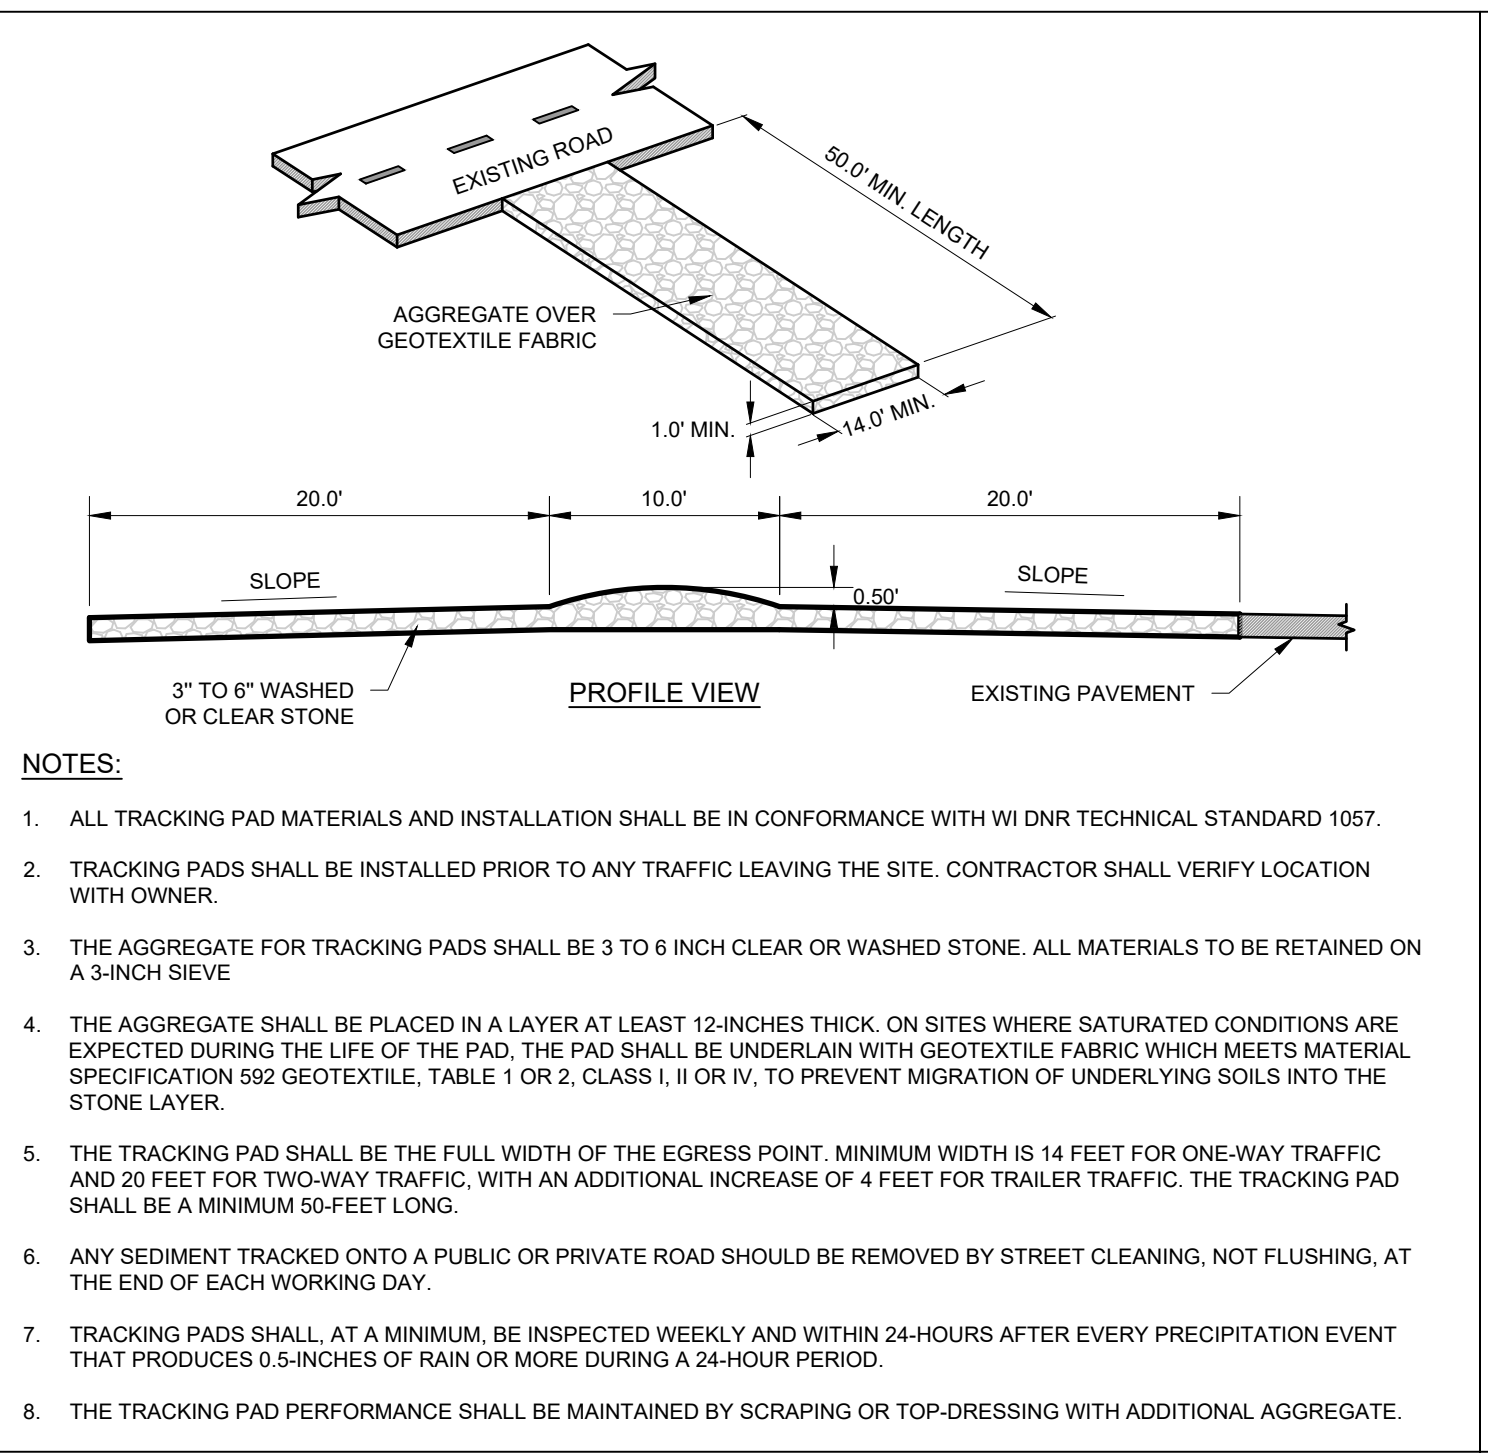 EXISTING ROAD
50.0' MIN. LENGTH
AGGREGATE OVER
GEOTEXTILE FABRIC
1.0' MIN.
14.0' MIN.
20.0'
10.0'
20.0'
SLOPE
SLOPE
0.50'
3" TO 6" WASHED
OR CLEAR STONE
PROFILE VIEW
EXISTING PAVEMENT
NOTES:
1. ALL TRACKING PAD MATERIALS AND INSTALLATION SHALL BE IN CONFORMANCE WITH WI DNR TECHNICAL STANDARD 1057.
2. TRACKING PADS SHALL BE INSTALLED PRIOR TO ANY TRAFFIC LEAVING THE SITE. CONTRACTOR SHALL VERIFY LOCATION
WITH OWNER.
3. THE AGGREGATE FOR TRACKING PADS SHALL BE 3 TO 6 INCH CLEAR OR WASHED STONE. ALL MATERIALS TO BE RETAINED ON
A 3-INCH SIEVE
4. THE AGGREGATE SHALL BE PLACED IN A LAYER AT LEAST 12-INCHES THICK. ON SITES WHERE SATURATED CONDITIONS ARE
EXPECTED DURING THE LIFE OF THE PAD, THE PAD SHALL BE UNDERLAIN WITH GEOTEXTILE FABRIC WHICH MEETS MATERIAL
SPECIFICATION 592 GEOTEXTILE, TABLE 1 OR 2, CLASS I, II OR IV, TO PREVENT MIGRATION OF UNDERLYING SOILS INTO THE
STONE LAYER.
5. THE TRACKING PAD SHALL BE THE FULL WIDTH OF THE EGRESS POINT. MINIMUM WIDTH IS 14 FEET FOR ONE-WAY TRAFFIC
AND 20 FEET FOR TWO-WAY TRAFFIC, WITH AN ADDITIONAL INCREASE OF 4 FEET FOR TRAILER TRAFFIC. THE TRACKING PAD
SHALL BE A MINIMUM 50-FEET LONG.
6. ANY SEDIMENT TRACKED ONTO A PUBLIC OR PRIVATE ROAD SHOULD BE REMOVED BY STREET CLEANING, NOT FLUSHING, AT
THE END OF EACH WORKING DAY.
7. TRACKING PADS SHALL, AT A MINIMUM, BE INSPECTED WEEKLY AND WITHIN 24-HOURS AFTER EVERY PRECIPITATION EVENT
THAT PRODUCES 0.5-INCHES OF RAIN OR MORE DURING A 24-HOUR PERIOD.
8. THE TRACKING PAD PERFORMANCE SHALL BE MAINTAINED BY SCRAPING OR TOP-DRESSING WITH ADDITIONAL AGGREGATE.